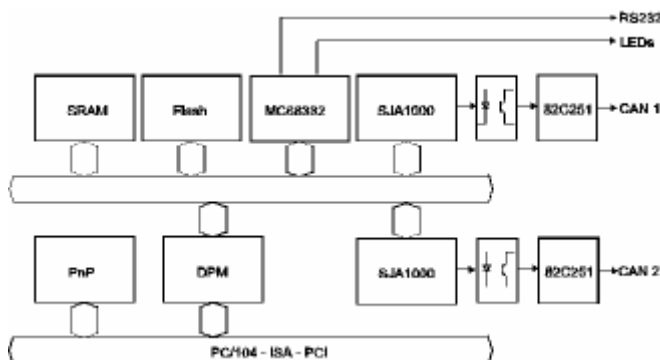 RS232
LEDs
SRAM
Flash
MC68332
SJA1000
82C251
CAN 1
PnP
DPM
SJA1000
82C251
CAN 2
PC/104 - ISA - PCI